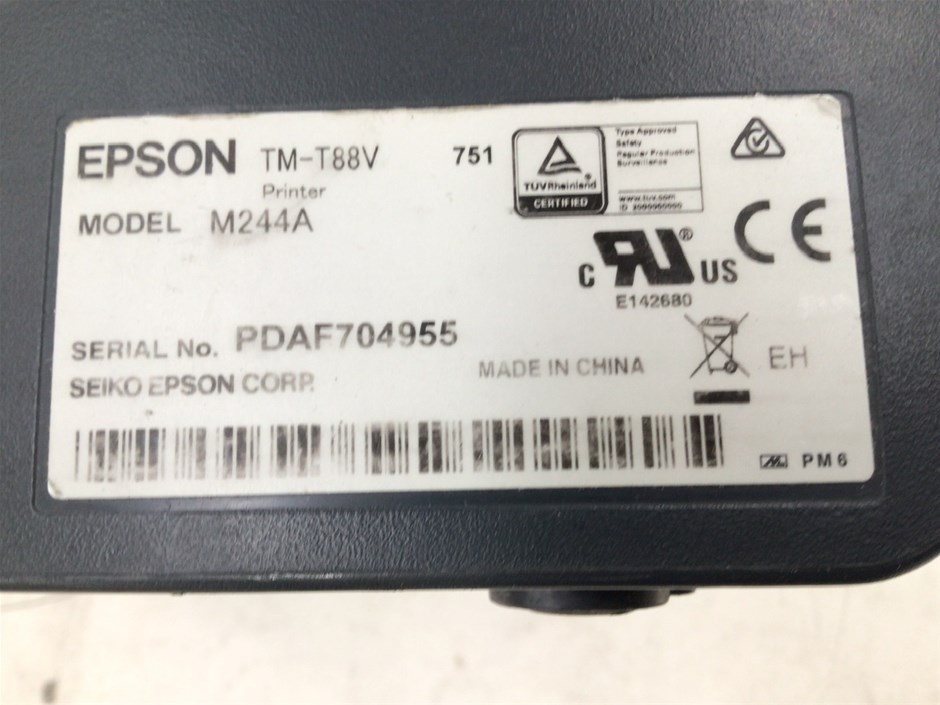 EPSON TM-T88V 751
Printer
MODEL M244A
Type Approved
Safety
Regular Production
Surveillance
TÜVRheinland
CERTIFIED
www.tuv.com
C RU ® US
CE
E142680
SERIAL No. PDAF704955
MADE IN CHINA
EH
SEIKO EPSON CORP.
PM6